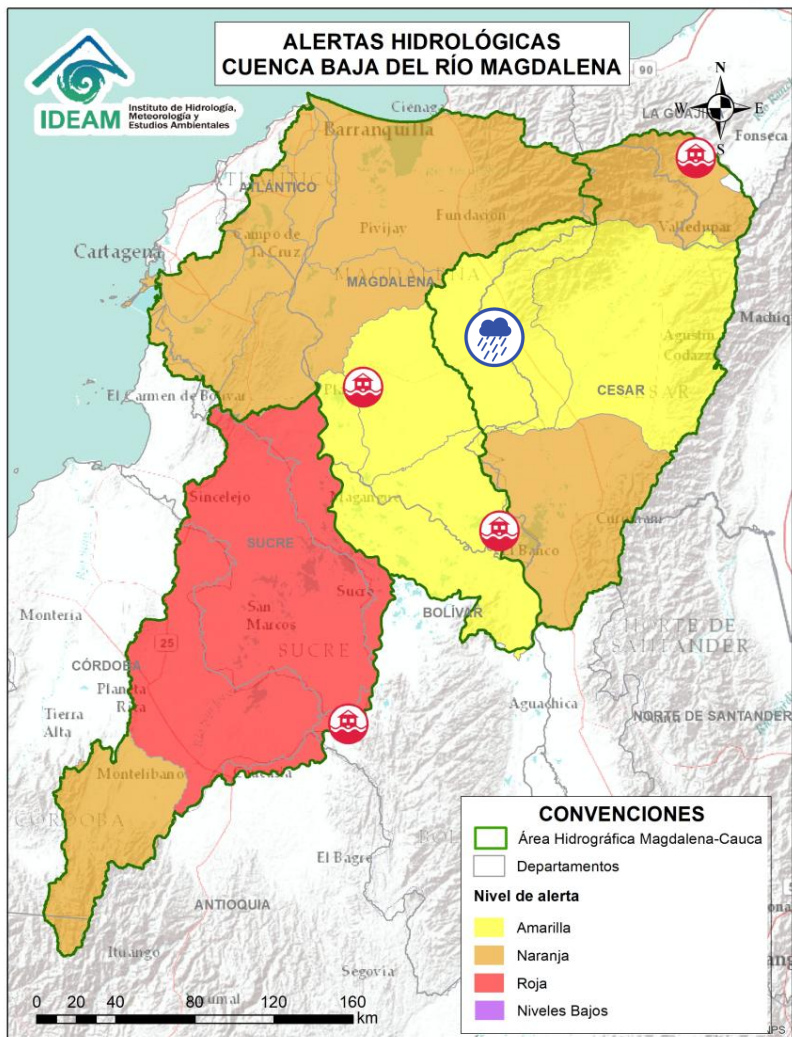 ALERTAS HIDROLÓGICAS
CUENCA BAJA DEL RÍO MAGDALENA
IDEAM
Instituto de Hidrología,
Meteorología y
Estudios Ambientales
N
W
E
S
90
Ciénaga
LA GUAJIRA
Fonseca
Barranquilla
ATLÁNTICO
Campo de
la Cruz
Pivijay
Fundación
Valledupar
Cartagena
MAGDALENA
MAGDALENA
Agustín
Codazzi
CESAR
El Carmen de Bolívar
Sincelejo
Magangué
SUCRE
Sucre
El Banco
San
Marcos
SUCRE
BOLÍVAR
Montería
25
CÓRDOBA
Planeta
Rica
Tierra
Alta
Aguachica
NORTE DE
SANTANDER
NORTE DE SANTANDER
Montelíbano
CÓRDOBA
El Bagre
ANTIOQUIA
Ituango
Segovia
0 20 40 80 120 160
km
CONVENCIONES
Área Hidrográfica Magdalena-Cauca
Departamentos
Nivel de alerta
Amarilla
Naranja
Roja
Niveles Bajos